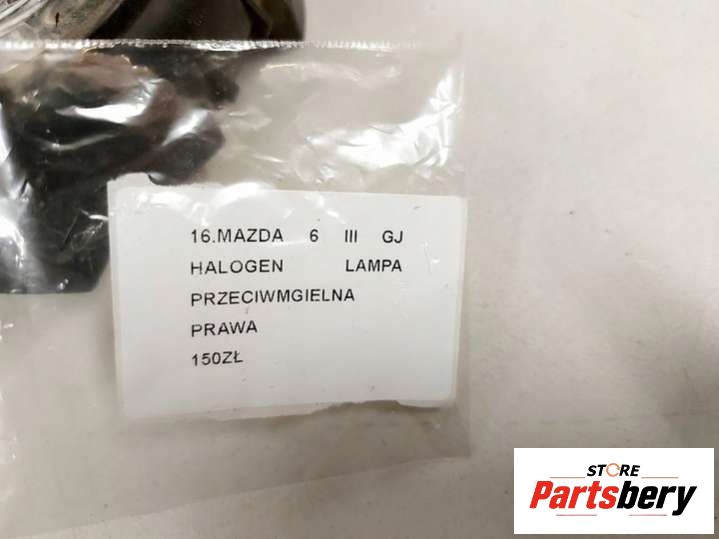 16.MAZDA 6 III GJ
HALOGEN LAMPA
PRZECIWMGIELNA
PRAWA
150ZŁ
STORE
Partsbery